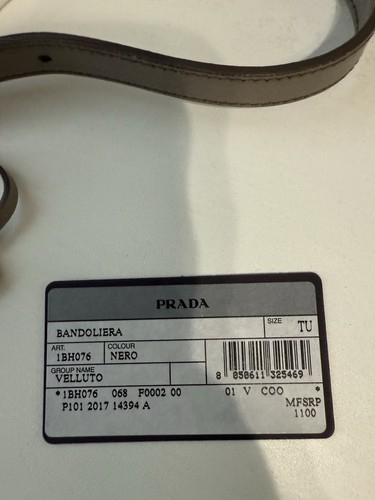 PRADA
BANDOLIERA
SIZE TU
ART. COLOUR
1BH076 NERO
GROUP NAME
VELLUTO
8 050611 325469
*1BH076 068 F0002 00 01 V COO *
MFSRP
P101 2017 14394 A 1100